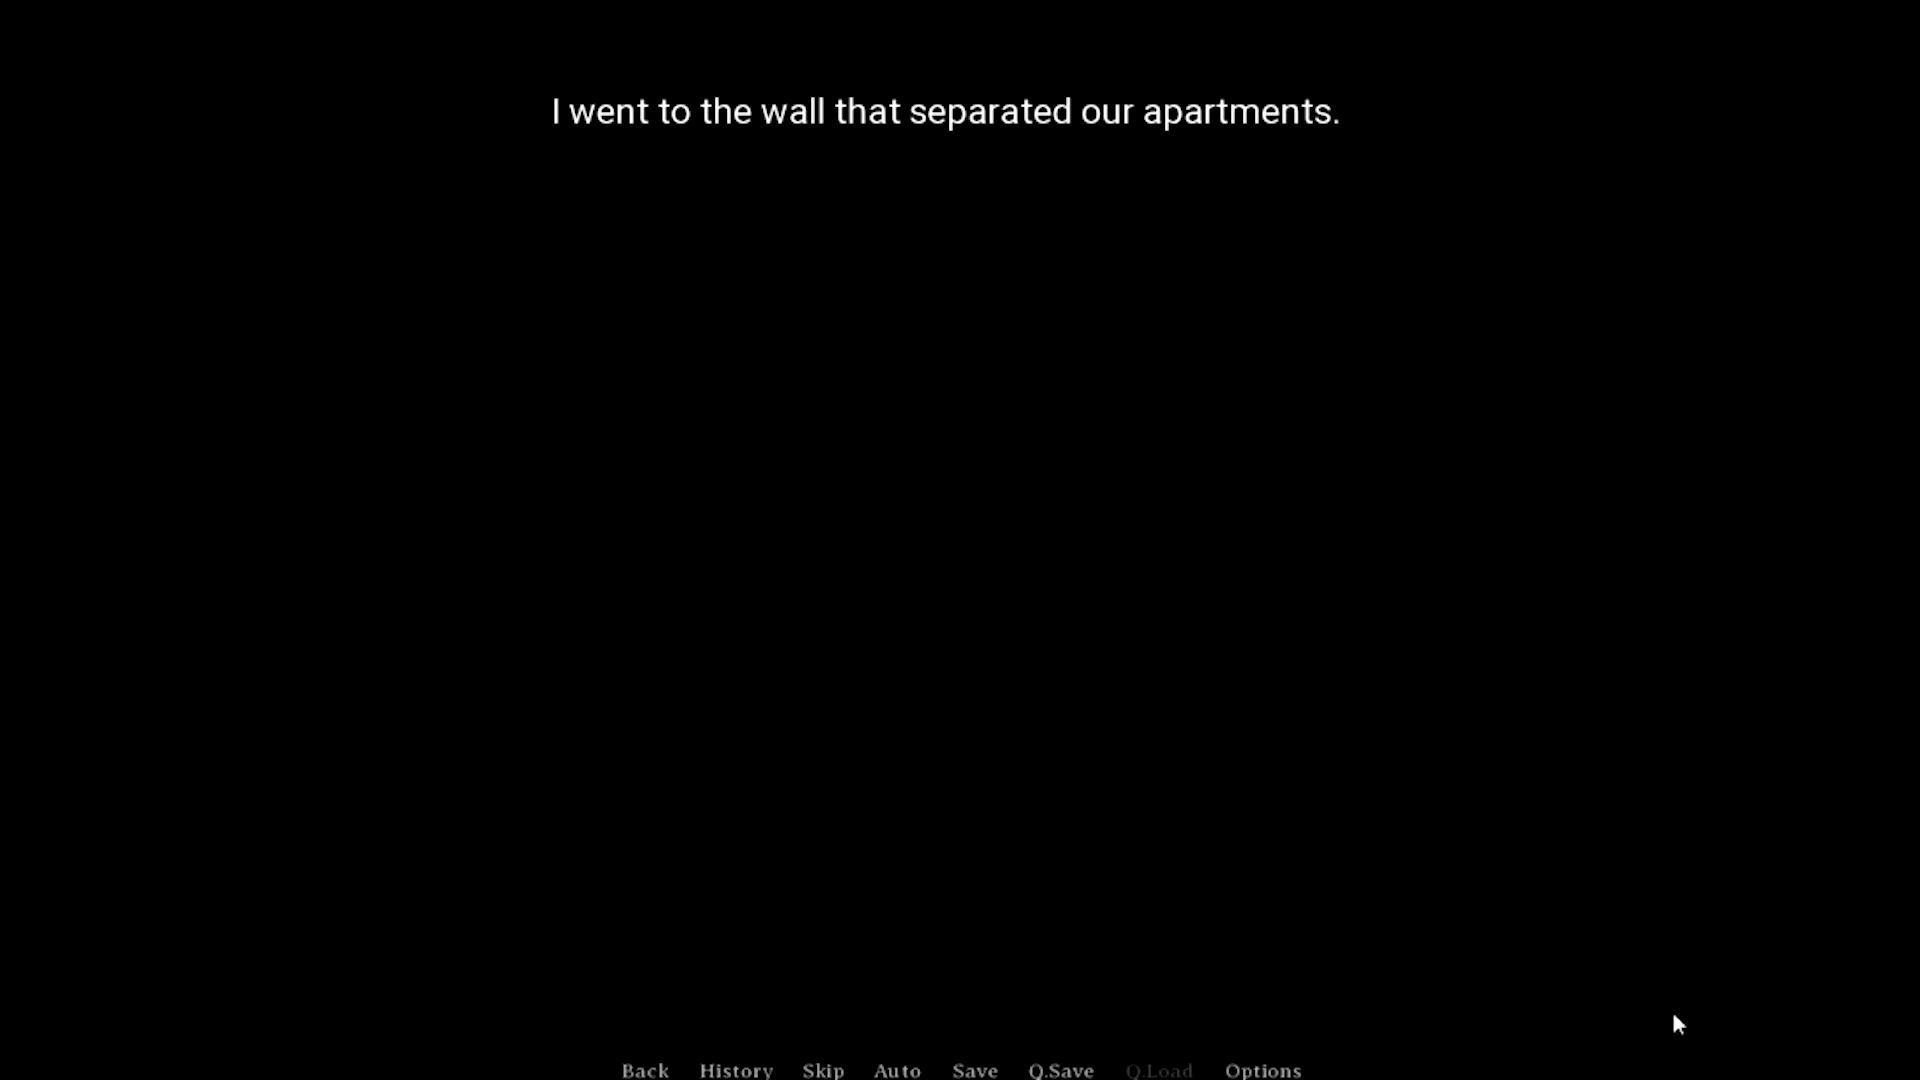 I went to the wall that separated our apartments.
Back History Skip Auto Save Q.Save Q.Load Options